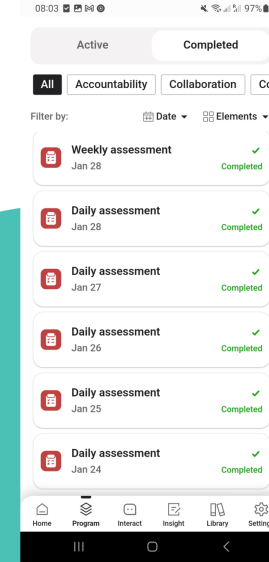 08:03 97%
Active Completed
All Accountability Collaboration Co
Filter by: Date Elements
Weekly assessment
Jan 28 Completed
Daily assessment
Jan 28 Completed
Daily assessment
Jan 27 Completed
Daily assessment
Jan 26 Completed
Daily assessment
Jan 25 Completed
Daily assessment
Jan 24 Completed
Home Program Interact Insight Library Setting